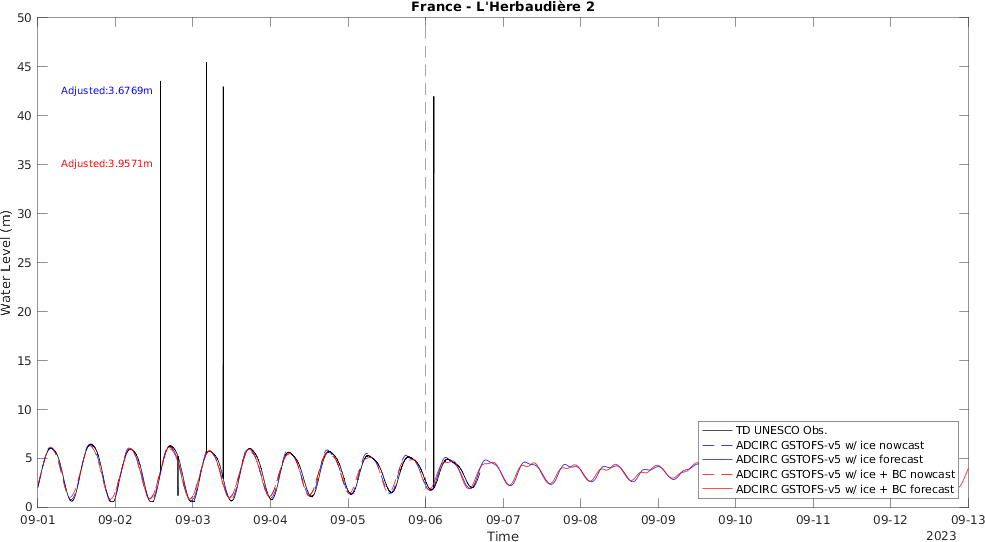 France - L'Herbaudière 2
50
45
40
35
30
25
20
15
10
5
0
Water Level (m)
Adjusted:3.6769m
Adjusted:3.9571m
TD UNESCO Obs.
ADCIRC GSTOFS-v5 w/ ice nowcast
ADCIRC GSTOFS-v5 w/ ice forecast
ADCIRC GSTOFS-v5 w/ ice + BC nowcast
ADCIRC GSTOFS-v5 w/ ice + BC forecast
09-01 09-02 09-03 09-04 09-05 09-06 09-07 09-08 09-09 09-10 09-11 09-12 09-13
Time
2023